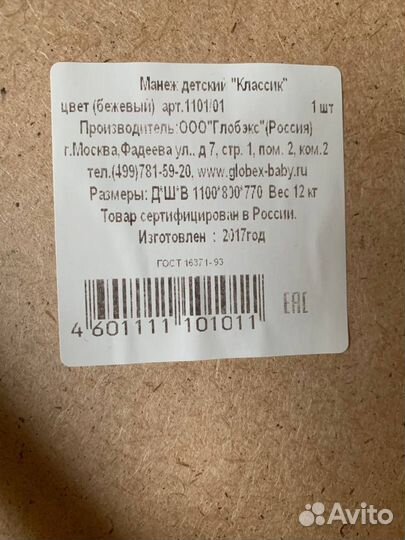 Манеж детский "Классик"
цвет (бежевый) арт.1101/01 1 шт
Производитель:ООО"Глобэкс"(Россия)
г.Москва,Фадеева ул., д 7, стр. 1, пом. 2, ком.2
тел.(499)781-59-20, www.globex-baby.ru
Размеры: Д*Ш*В 1100*800*770 Вес 12 кг
Товар сертифицирован в России.
Изготовлен : 2017год
ГОСТ 16371-93
4 601111 101011
EAC
Avito